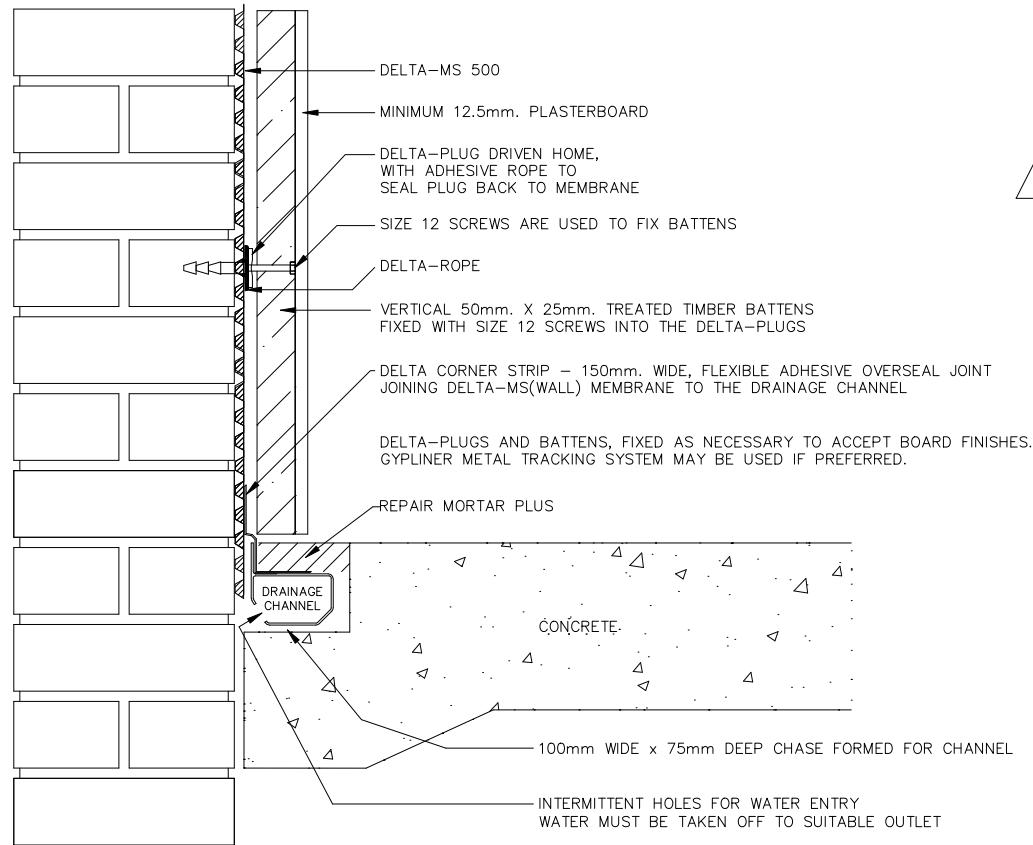 DELTA-MS 500
MINIMUM 12.5mm. PLASTERBOARD
DELTA-PLUG DRIVEN HOME,
WITH ADHESIVE ROPE TO
SEAL PLUG BACK TO MEMBRANE
SIZE 12 SCREWS ARE USED TO FIX BATTENS
DELTA-ROPE
VERTICAL 50mm. X 25mm. TREATED TIMBER BATTENS
FIXED WITH SIZE 12 SCREWS INTO THE DELTA-PLUGS
DELTA CORNER STRIP - 150mm. WIDE, FLEXIBLE ADHESIVE OVERSEAL JOINT
JOINING DELTA-MS(WALL) MEMBRANE TO THE DRAINAGE CHANNEL
DELTA-PLUGS AND BATTENS, FIXED AS NECESSARY TO ACCEPT BOARD FINISHES.
GYPLINER METAL TRACKING SYSTEM MAY BE USED IF PREFERRED.
REPAIR MORTAR PLUS
DRAINAGE
CHANNEL
CONCRETE
100mm WIDE x 75mm DEEP CHASE FORMED FOR CHANNEL
INTERMITTENT HOLES FOR WATER ENTRY
WATER MUST BE TAKEN OFF TO SUITABLE OUTLET